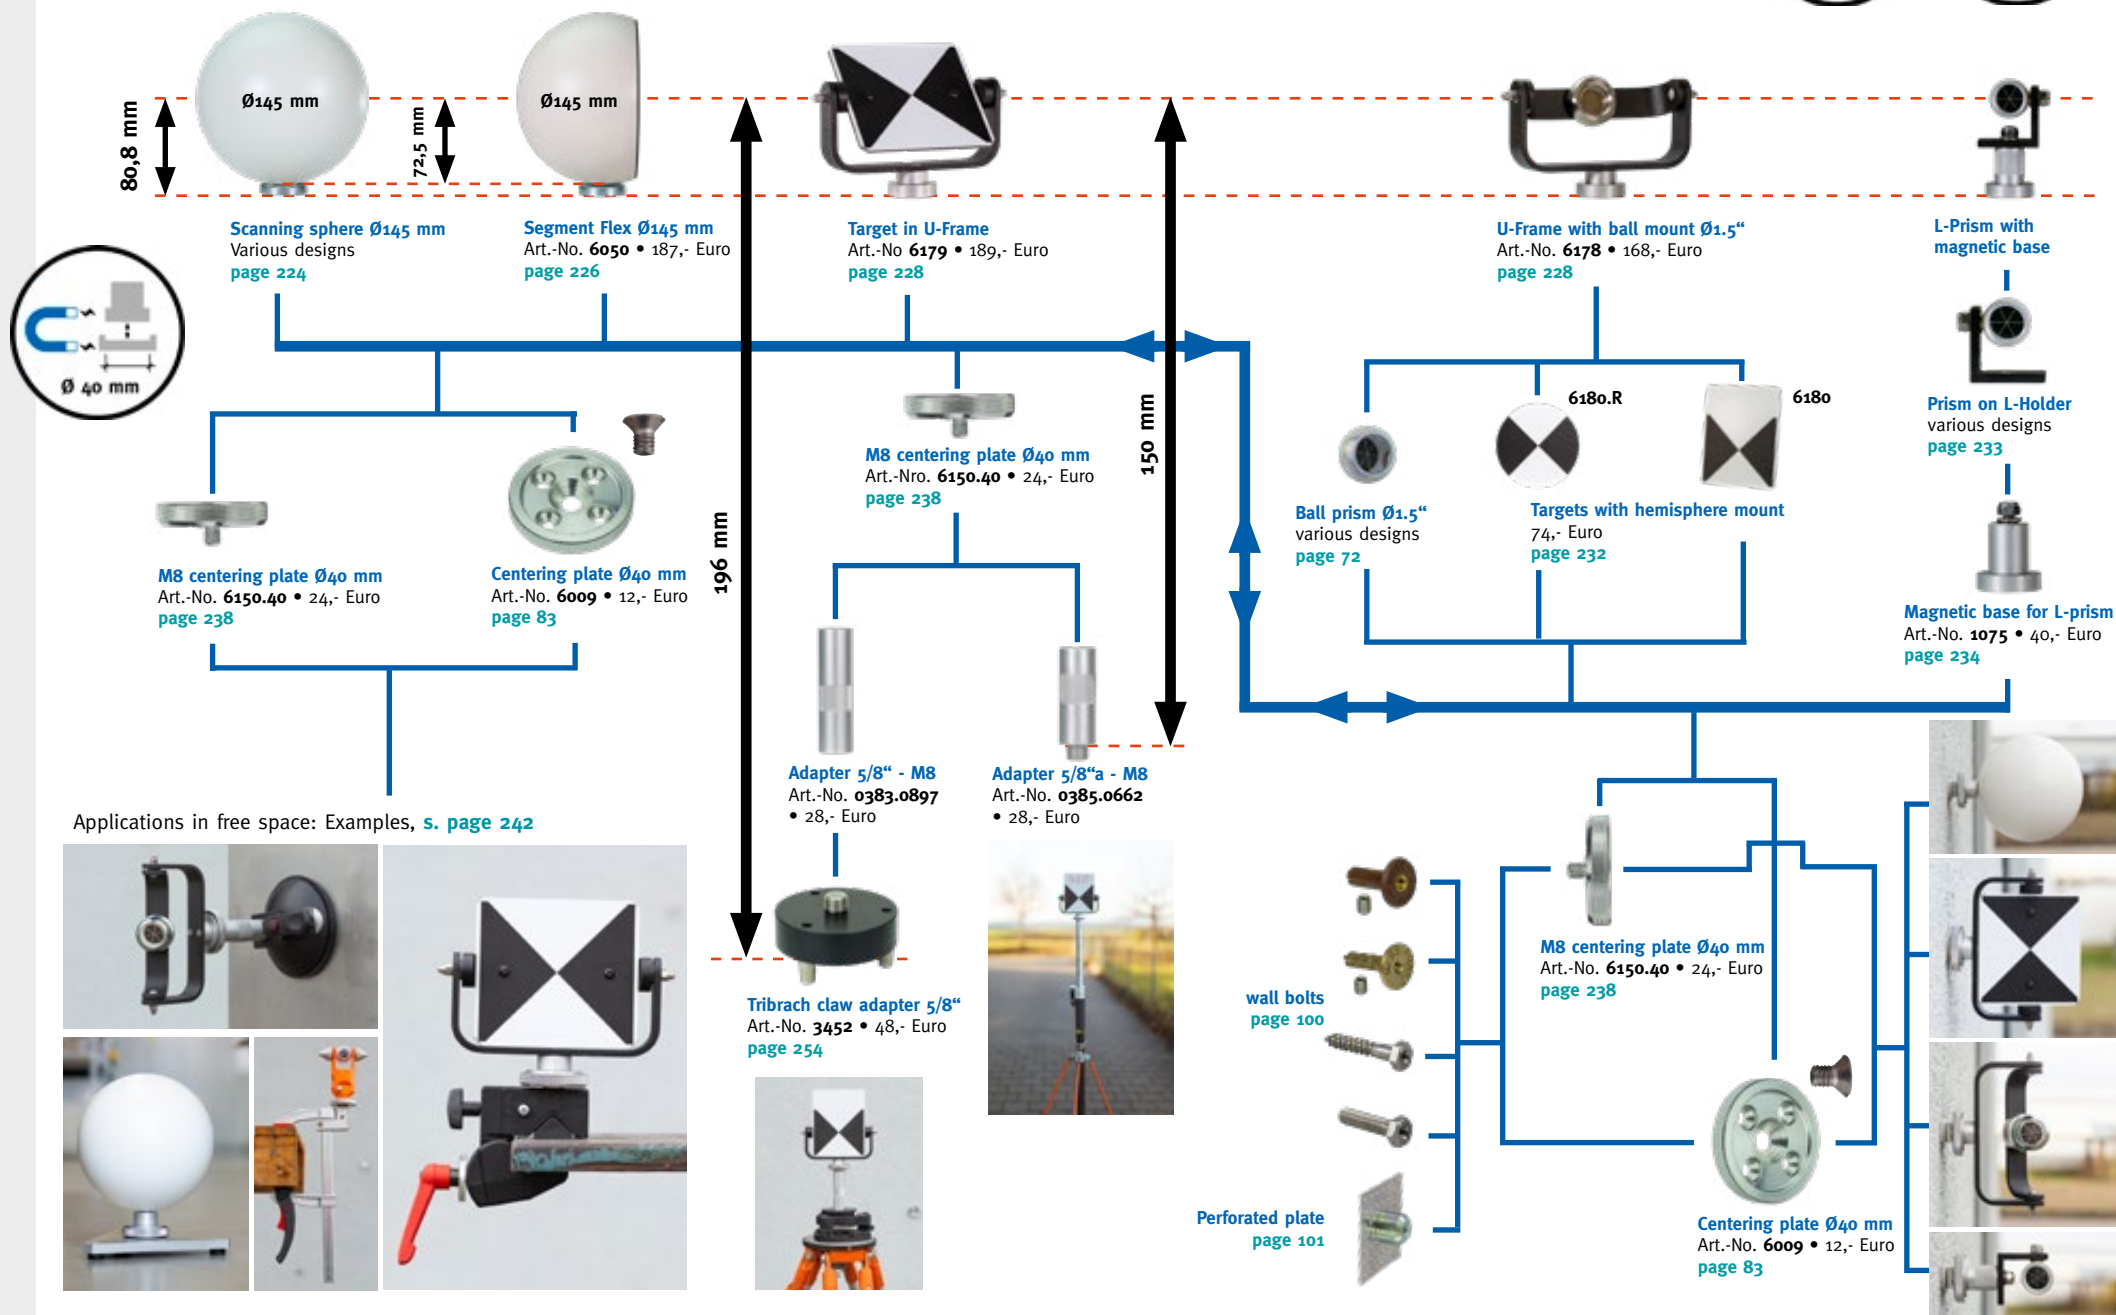 Ø145 mm
Ø145 mm
80,8 mm
72,5 mm
Scanning sphere Ø145 mm
Various designs
page 224
Segment Flex Ø145 mm
Art.-No. 6050 • 187,- Euro
page 226
Target in U-Frame
Art.-No 6179 • 189,- Euro
page 228
U-Frame with ball mount Ø1.5“
Art.-No. 6178 • 168,- Euro
page 228
L-Prism with
magnetic base
Ø 40 mm
196 mm
150 mm
M8 centering plate Ø40 mm
Art.-No. 6150.40 • 24,- Euro
page 238
Centering plate Ø40 mm
Art.-No. 6009 • 12,- Euro
page 83
M8 centering plate Ø40 mm
Art.-Nro. 6150.40 • 24,- Euro
page 238
6180.R
6180
Ball prism Ø1.5“
various designs
page 72
Targets with hemisphere mount
74,- Euro
page 232
Prism on L-Holder
various designs
page 233
Magnetic base for L-prism
Art.-No. 1075 • 40,- Euro
page 234
Adapter 5/8“ - M8
Art.-No. 0383.0897
• 28,- Euro
Adapter 5/8“a - M8
Art.-No. 0385.0662
• 28,- Euro
Applications in free space: Examples, s. page 242
Tribrach claw adapter 5/8“
Art.-No. 3452 • 48,- Euro
page 254
wall bolts
page 100
Perforated plate
page 101
M8 centering plate Ø40 mm
Art.-No. 6150.40 • 24,- Euro
page 238
Centering plate Ø40 mm
Art.-No. 6009 • 12,- Euro
page 83